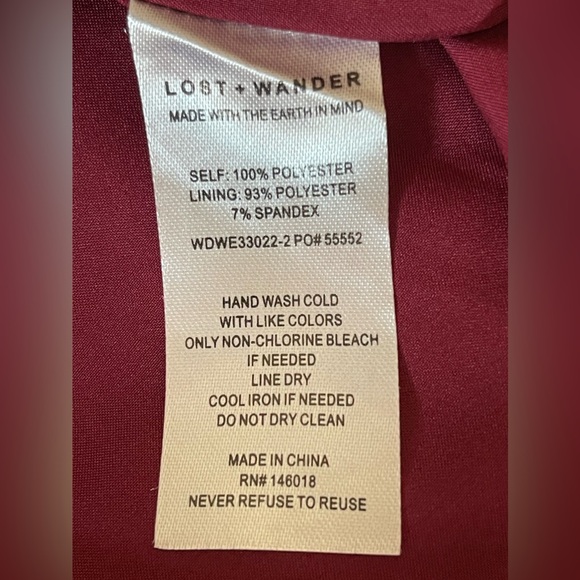 LOST + WANDER
MADE WITH THE EARTH IN MIND
SELF: 100% POLYESTER
LINING: 93% POLYESTER
7% SPANDEX
WDWE33022-2 PO# 55552
HAND WASH COLD
WITH LIKE COLORS
ONLY NON-CHLORINE BLEACH
IF NEEDED
LINE DRY
COOL IRON IF NEEDED
DO NOT DRY CLEAN
MADE IN CHINA
RN# 146018
NEVER REFUSE TO REUSE